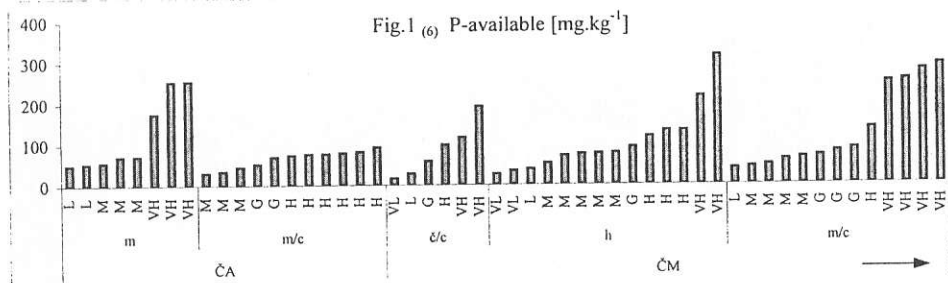 Fig.1 (6) P-available [mg.kg⁻¹]
400
300
200
100
0
L L M M M VH VH VH M M M G G H H H H H H VL L G H VH VH VL VL L M M M M M G H H H VH VH L M M M M G G G H VH VH VH VH
m m/c č/c h m/c
ČA ČM